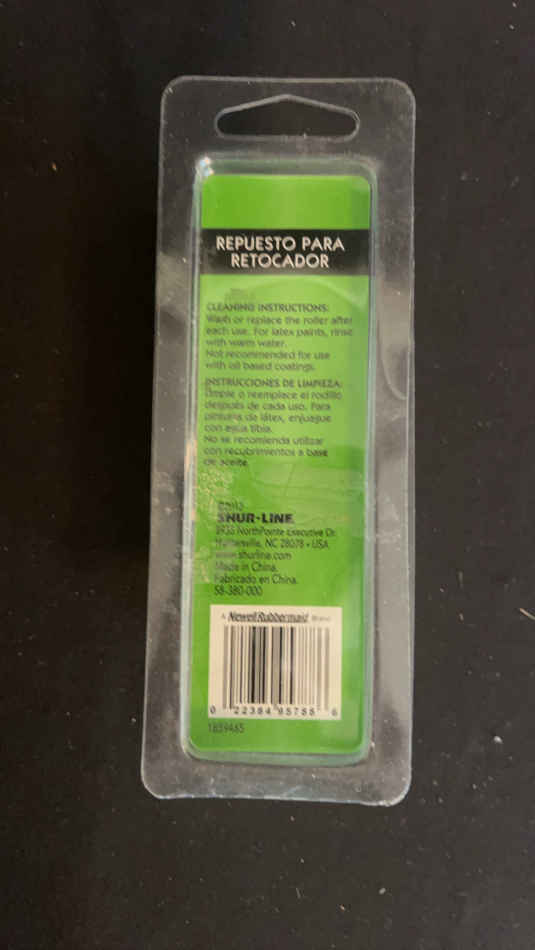 REPUESTO PARA
RETOCADOR
CLEANING INSTRUCTIONS:
Wash or replace the roller after
each use. For latex paints, rinse
with warm water.
Not recommended for use
with oil based coatings.
INSTRUCCIONES DE LIMPIEZA:
Limpie o reemplace el rodillo
después de cada uso. Para
pinturas de látex, enjuague
con agua tibia.
No se recomienda utilizar
con recubrimientos a base
de aceite.
SHUR-LINE
NorthPointe Executive Dr.
Huntersville, NC 28078 • USA
www.shurline.com
Made in China.
Fabricado en China.
58-380-000
A NewellRubbermaid Brand
0 22384 95788 6
1859465